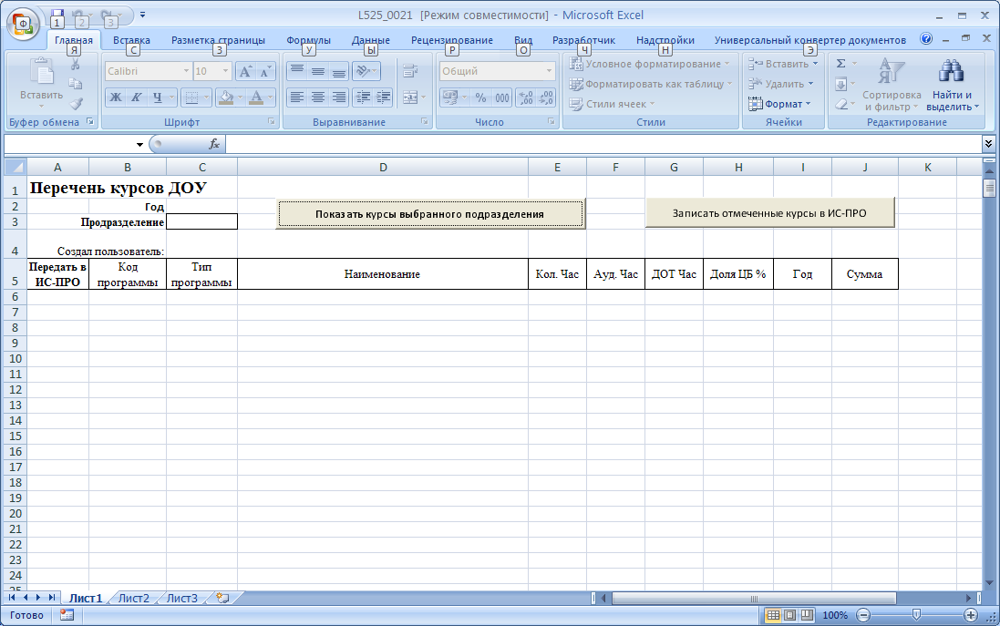 L525_0021 [Режим совместимости] - Microsoft Excel
1 2 3
Главная Вставка Разметка страницы Формулы Данные Рецензирование Вид Разработчик Надстройки Универсальный конвертер документов
Я С З У Ы Р О Ч Н Э
Вставить
Буфер обмена
Calibri 10
Ж К Ч
Шрифт
Выравнивание
Общий
% 000
Число
Условное форматирование
Форматировать как таблицу
Стили ячеек
Стили
Вставить
Удалить
Формат
Ячейки
Σ
Сортировка и фильтр
Найти и выделить
Редактирование
fx
A B C D E F G H I J K
1 Перечень курсов ДОУ
2 Год
3 Продразделение
Показать курсы выбранного подразделения
Записать отмеченные курсы в ИС-ПРО
4 Создал пользователь:
5 Передать в ИС-ПРО Код программы Тип программы Наименование Кол. Час Ауд. Час ДОТ Час Доля ЦБ % Год Сумма
6
7
8
9
10
11
12
13
14
15
16
17
18
19
20
21
22
23
24
25
Лист1 Лист2 Лист3
Готово 100%